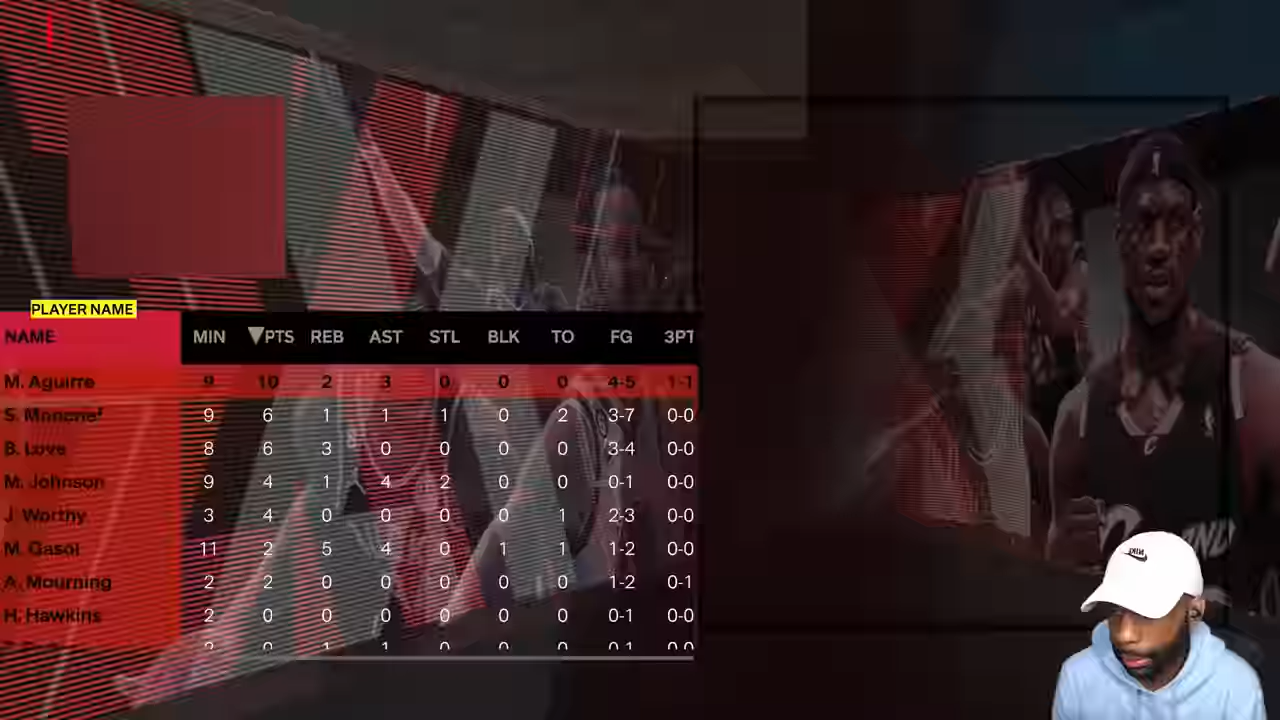 PLAYER NAME
NAME MIN ▼PTS REB AST STL BLK TO FG 3PT
M. Aguirre 9 10 2 3 0 0 0 4-5 1-1
S. Moncrief 9 6 1 1 1 0 2 3-7 0-0
B. Love 8 6 3 0 0 0 0 3-4 0-0
M. Johnson 9 4 1 4 2 0 0 0-1 0-0
J. Worthy 3 4 0 0 0 0 1 2-3 0-0
M. Gasol 11 2 5 4 0 1 1 1-2 0-0
A. Mourning 2 2 0 0 0 0 0 1-2 0-1
H. Hawkins 2 0 0 0 0 0 0 0-1 0-0